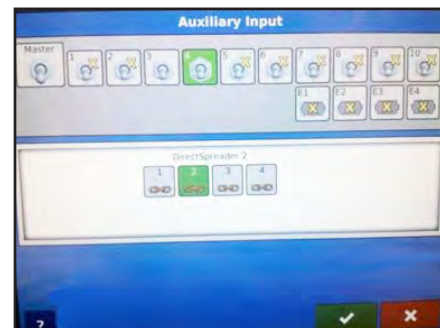 Auxiliary Input
Master 1 2 3 4 5 6 7 8 9 10
E1 E2 E3 E4
DirectSpreader 2
1 2 3 4
?